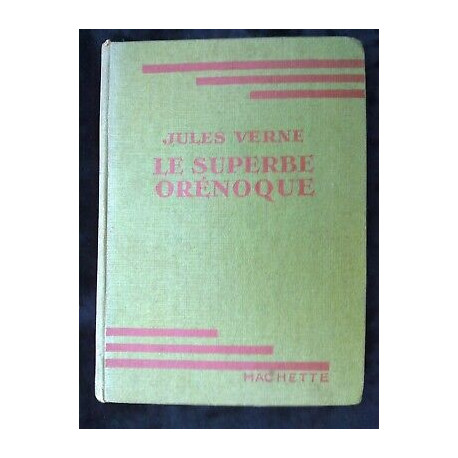 JULES VERNE
LE SUPERBE
ORÉNOQUE
HACHETTE